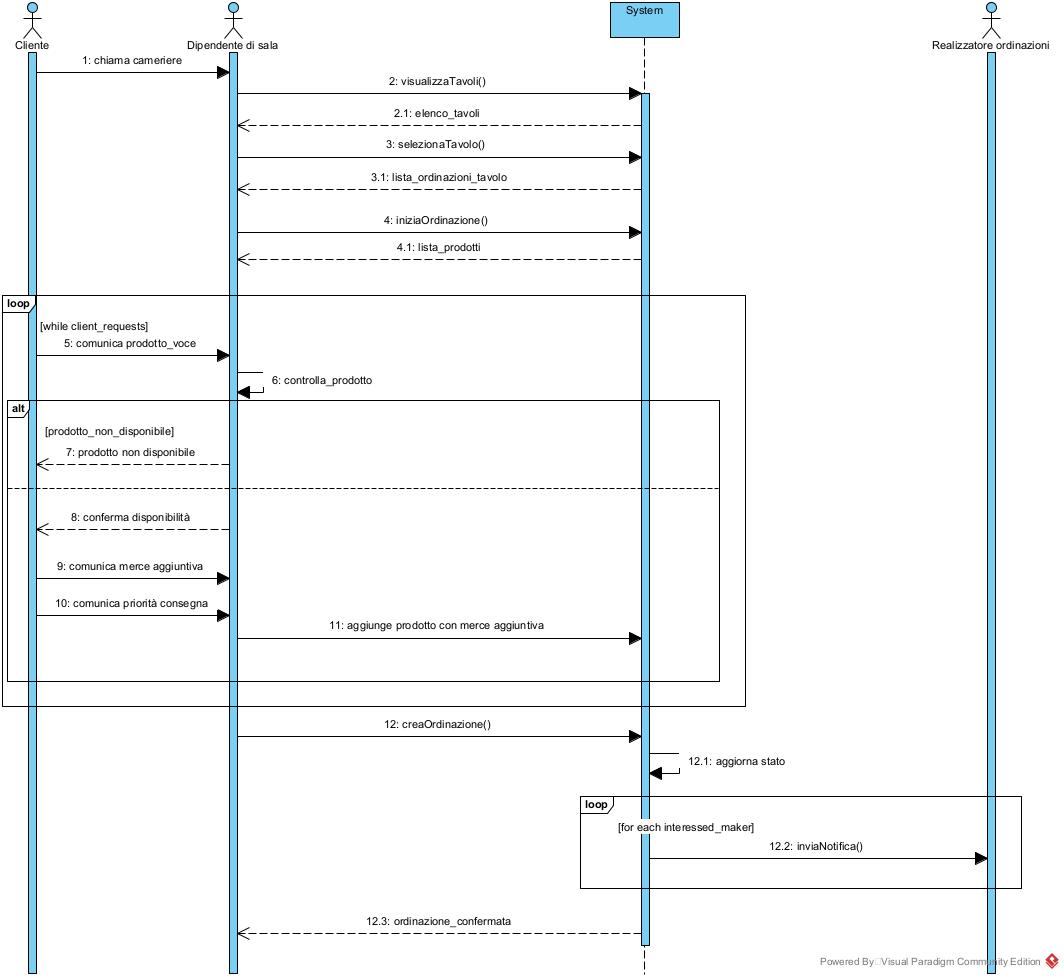 System
Cliente
Dipendente di sala
Realizzatore ordinazioni
1: chiama cameriere
2: visualizzaTavoli()
2.1: elenco_tavoli
3: selezionaTavolo()
3.1: lista_ordinazioni_tavolo
4: iniziaOrdinazione()
4.1: lista_prodotti
loop
[while client_requests]
5: comunica prodotto_voce
6: controlla_prodotto
alt
[prodotto_non_disponibile]
7: prodotto non disponibile
8: conferma disponibilità
9: comunica merce aggiuntiva
10: comunica priorità consegna
11: aggiunge prodotto con merce aggiuntiva
12: creaOrdinazione()
12.1: aggiorna stato
loop
[for each interessed_maker]
12.2: inviaNotifica()
12.3: ordinazione_confermata
Powered By Visual Paradigm Community Edition